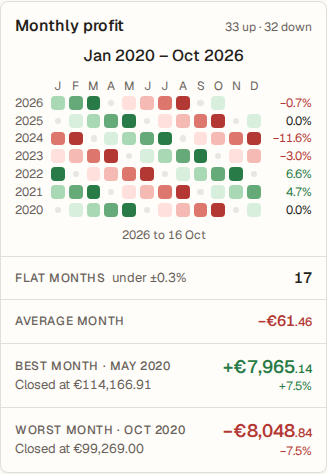 Monthly profit 33 up · 32 down
Jan 2020 – Oct 2026
J F M A M J J A S O N D
2026 –0.7%
2025 0.0%
2024 –11.6%
2023 –3.0%
2022 6.6%
2021 4.7%
2020 0.0%
2026 to 16 Oct
FLAT MONTHS under ±0.3% 17
AVERAGE MONTH –€61.46
BEST MONTH · MAY 2020 +€7,965.14
Closed at €114,166.91 +7.5%
WORST MONTH · OCT 2020 –€8,048.84
Closed at €99,269.00 –7.5%